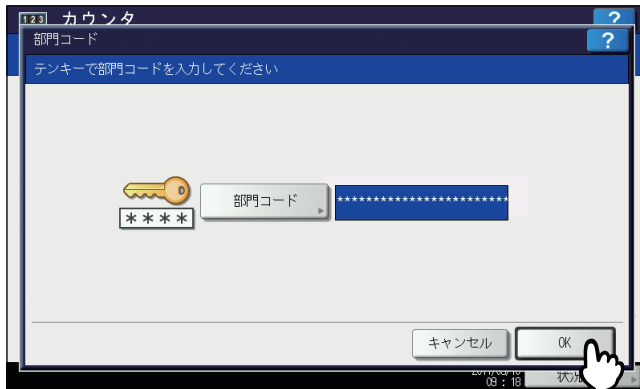 123 カウンタ ?
部門コード ?
テンキーで部門コードを入力してください
部門コード ************************
****
キャンセル OK
09:18 状況